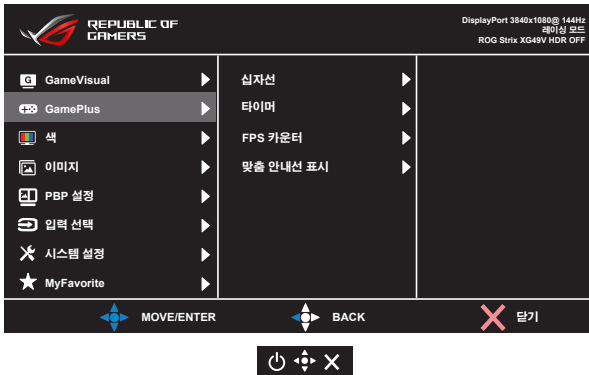 REPUBLIC OF
GAMERS
DisplayPort 3840x1080@ 144Hz
레이싱 모드
ROG Strix XG49V HDR OFF
G GameVisual
GamePlus
색
이미지
PBP 설정
입력 선택
시스템 설정
MyFavorite
십자선
타이머
FPS 카운터
맞춤 안내선 표시
MOVE/ENTER
BACK
닫기